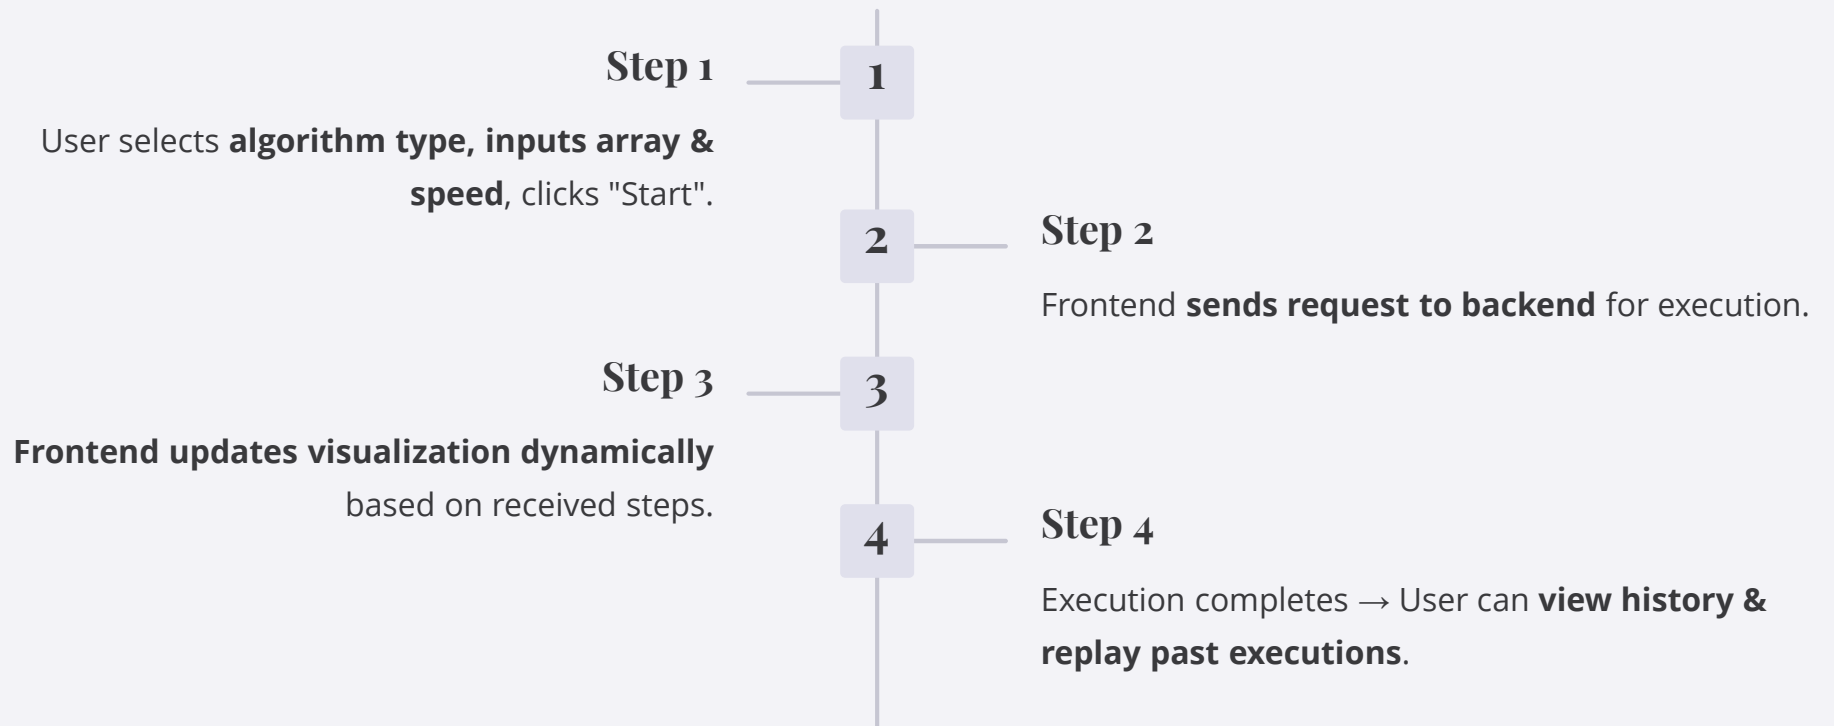 Step 1
1
User selects algorithm type, inputs array &
speed, clicks "Start".
2
Step 2
Frontend sends request to backend for execution.
Step 3
3
Frontend updates visualization dynamically
based on received steps.
4
Step 4
Execution completes → User can view history &
replay past executions.